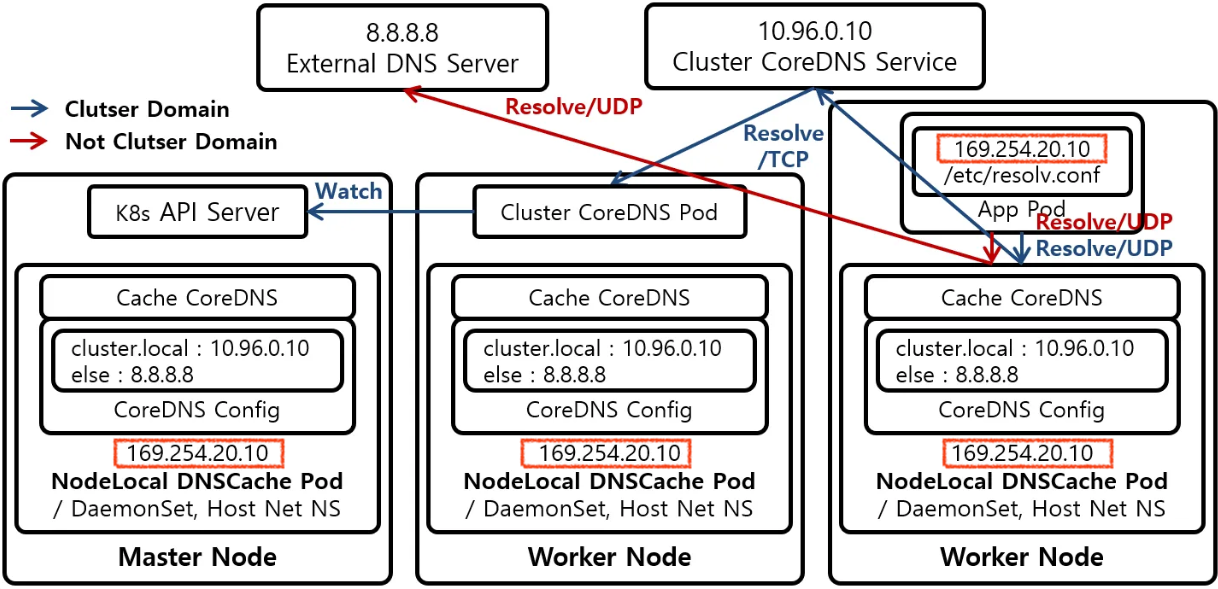 8.8.8.8
External DNS Server
10.96.0.10
Cluster CoreDNS Service
Clutser Domain
Not Clutser Domain
Resolve/UDP
Resolve
/TCP
169.254.20.10
/etc/resolv.conf
App Pod
Resolve/UDP
Resolve/UDP
K8s API Server
Watch
Cluster CoreDNS Pod
Cache CoreDNS
cluster.local : 10.96.0.10
else : 8.8.8.8
CoreDNS Config
169.254.20.10
NodeLocal DNSCache Pod
/ DaemonSet, Host Net NS
Master Node
Cache CoreDNS
cluster.local : 10.96.0.10
else : 8.8.8.8
CoreDNS Config
169.254.20.10
NodeLocal DNSCache Pod
/ DaemonSet, Host Net NS
Worker Node
Cache CoreDNS
cluster.local : 10.96.0.10
else : 8.8.8.8
CoreDNS Config
169.254.20.10
NodeLocal DNSCache Pod
/ DaemonSet, Host Net NS
Worker Node